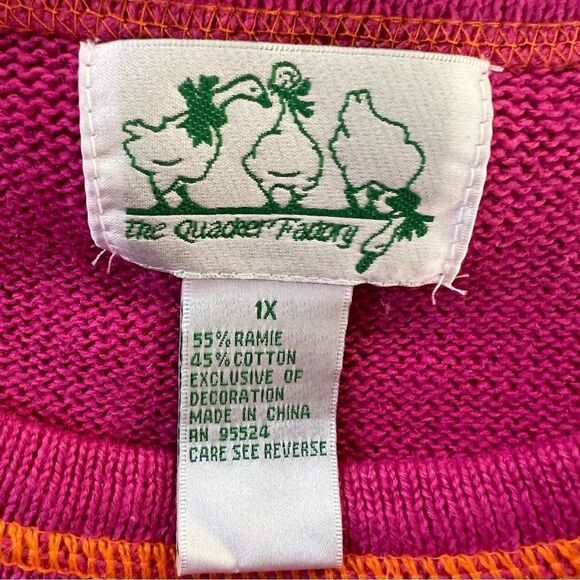 The Quacker Factory
1X
55% RAMIE
45% COTTON
EXCLUSIVE OF
DECORATION
MADE IN CHINA
RN 95524
CARE SEE REVERSE